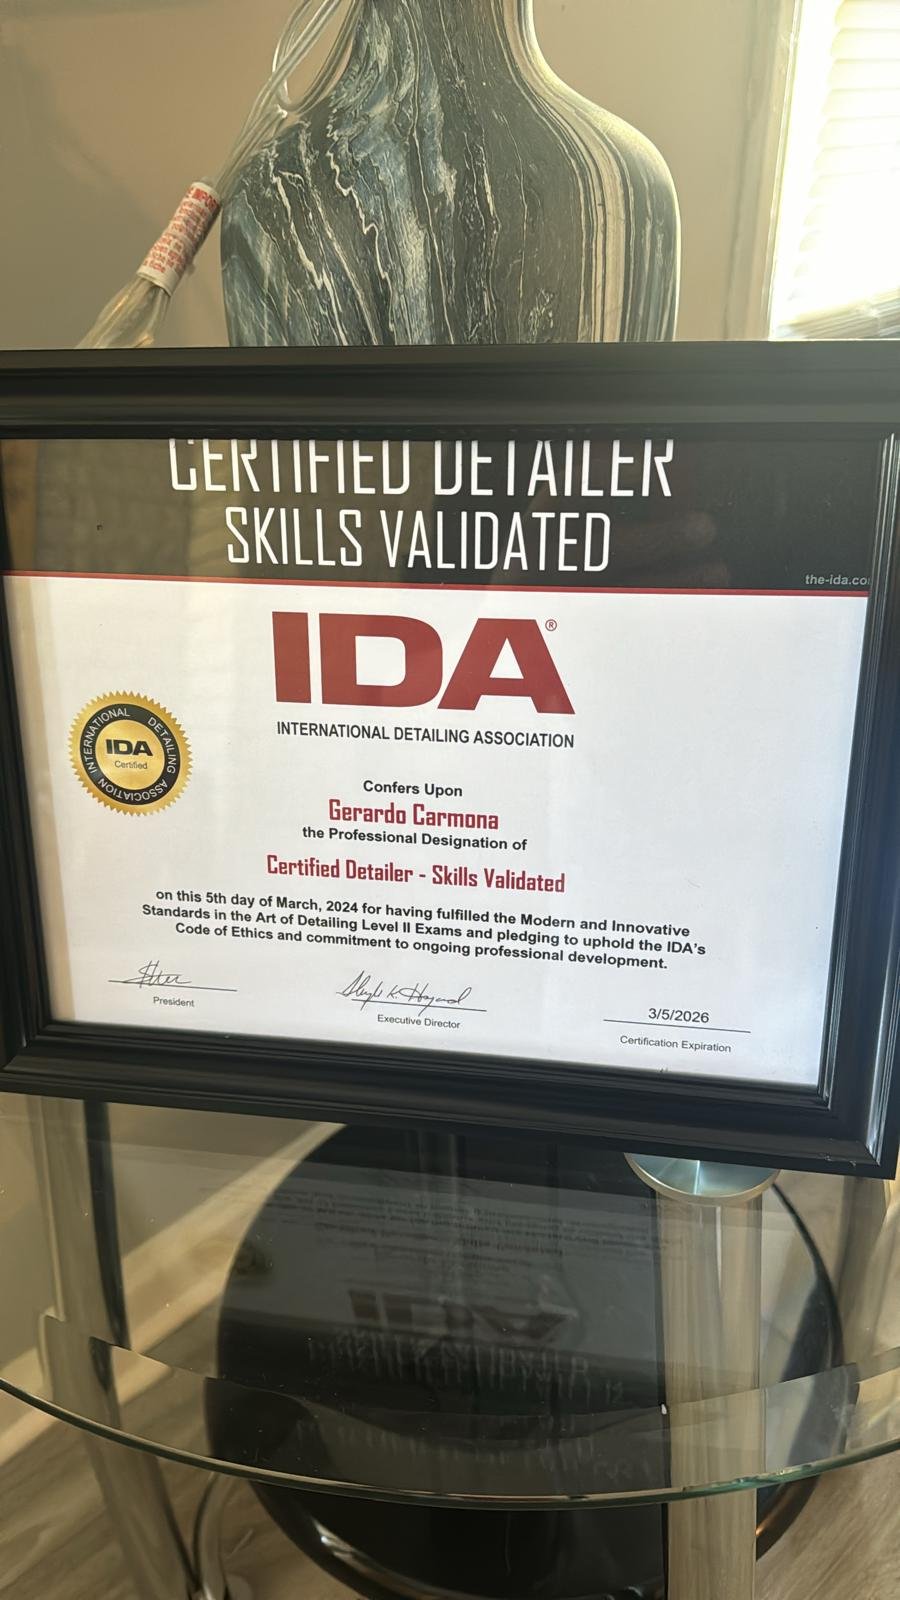 CERTIFIED DETAILER
SKILLS VALIDATED
the-ida.co
IDA®
INTERNATIONAL DETAILING ASSOCIATION
INTERNATIONAL DETAILING ASSOCIATION
IDA
Certified
Confers Upon
Gerardo Carmona
the Professional Designation of
Certified Detailer - Skills Validated
on this 5th day of March, 2024 for having fulfilled the Modern and Innovative
Standards in the Art of Detailing Level II Exams and pledging to uphold the IDA's
Code of Ethics and commitment to ongoing professional development.
President
Executive Director
3/5/2026
Certification Expiration